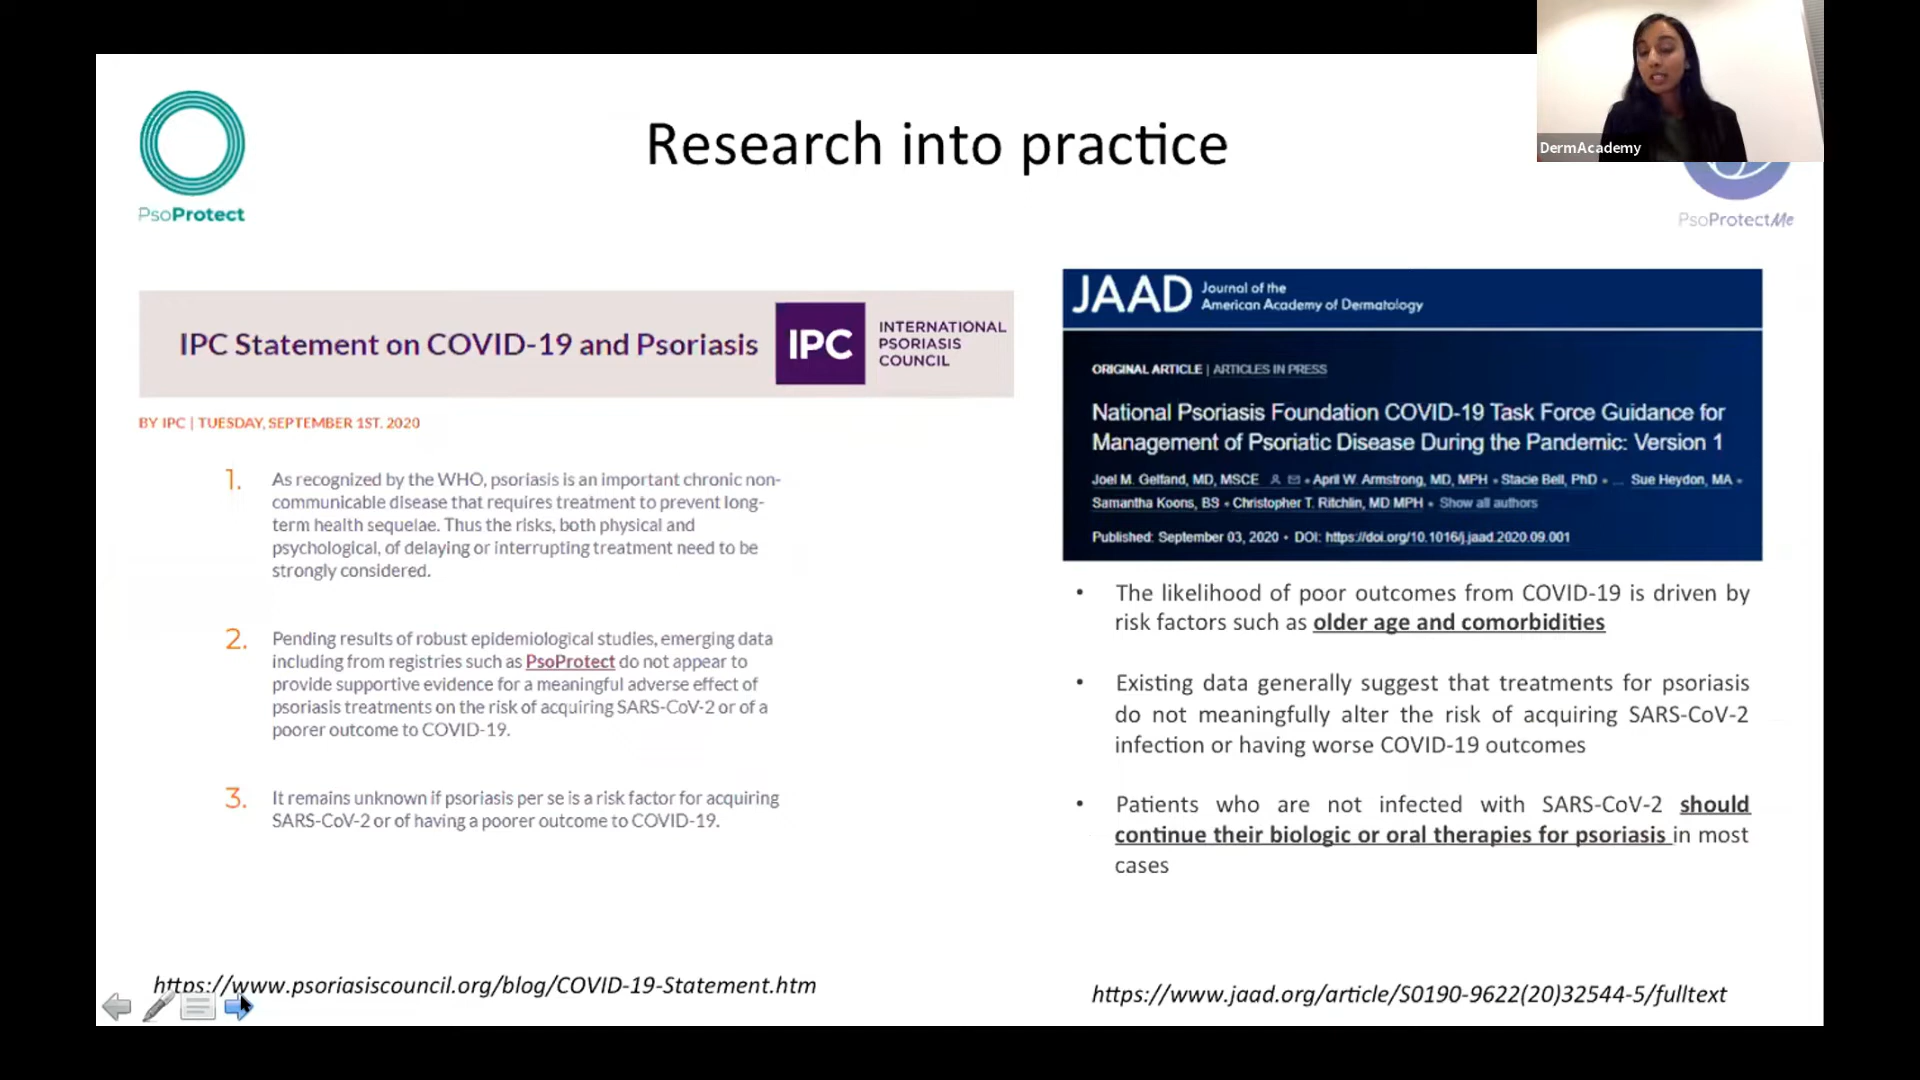 Research into practice
DermAcademy
PsoProtect
PsoProtectMe
IPC Statement on COVID-19 and Psoriasis
IPC
INTERNATIONAL
PSORIASIS
COUNCIL
BY IPC | TUESDAY, SEPTEMBER 1ST. 2020
1. As recognized by the WHO, psoriasis is an important chronic non-
communicable disease that requires treatment to prevent long-
term health sequelae. Thus the risks, both physical and
psychological, of delaying or interrupting treatment need to be
strongly considered.
2. Pending results of robust epidemiological studies, emerging data
including from registries such as PsoProtect do not appear to
provide supportive evidence for a meaningful adverse effect of
psoriasis treatments on the risk of acquiring SARS-CoV-2 or of a
poorer outcome to COVID-19.
3. It remains unknown if psoriasis per se is a risk factor for acquiring
SARS-CoV-2 or of having a poorer outcome to COVID-19.
https://www.psoriasiscouncil.org/blog/COVID-19-Statement.htm
JAAD Journal of the
American Academy of Dermatology
ORIGINAL ARTICLE | ARTICLES IN PRESS
National Psoriasis Foundation COVID-19 Task Force Guidance for
Management of Psoriatic Disease During the Pandemic: Version 1
Joel M. Gelfand, MD, MSCE • April W. Armstrong, MD, MPH • Stacie Bell, PhD • ... Sue Heydon, MA •
Samantha Koons, BS • Christopher T. Ritchlin, MD MPH • Show all authors
Published: September 03, 2020 • DOI: https://doi.org/10.1016/j.jaad.2020.09.001
• The likelihood of poor outcomes from COVID-19 is driven by
risk factors such as older age and comorbidities
• Existing data generally suggest that treatments for psoriasis
do not meaningfully alter the risk of acquiring SARS-CoV-2
infection or having worse COVID-19 outcomes
• Patients who are not infected with SARS-CoV-2 should
continue their biologic or oral therapies for psoriasis in most
cases
https://www.jaad.org/article/S0190-9622(20)32544-5/fulltext